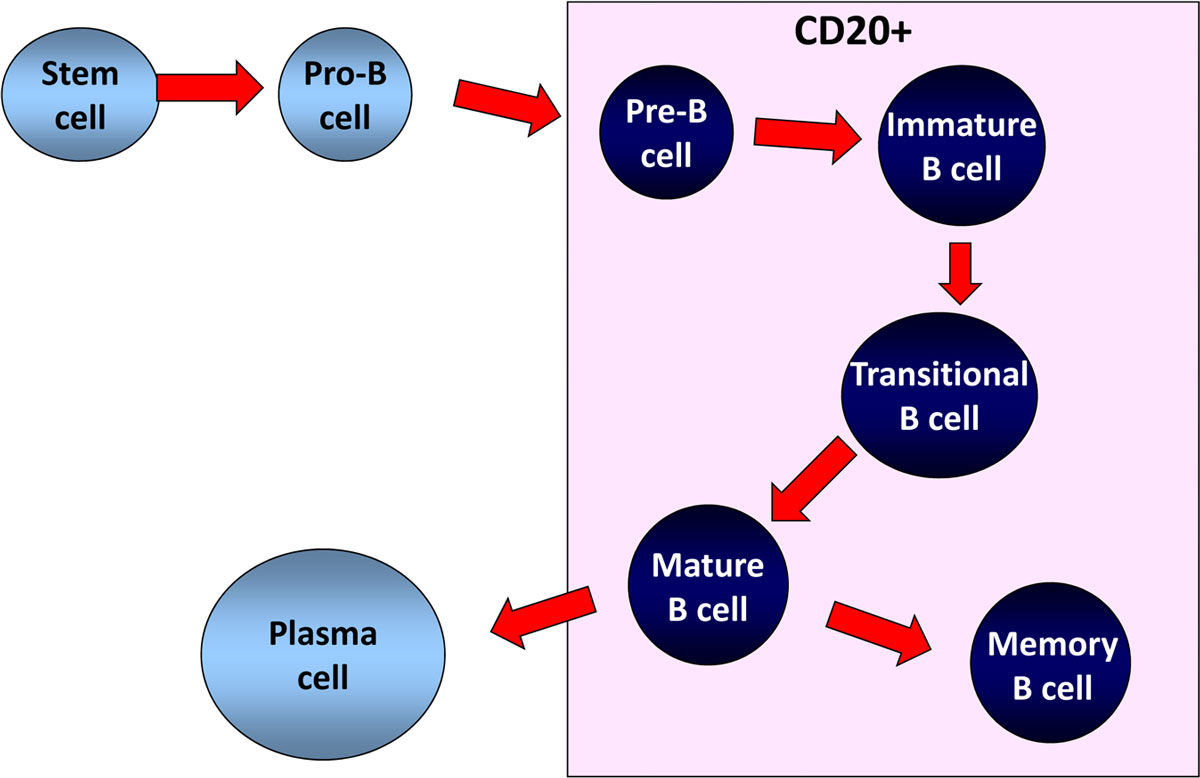 CD20+
Stem
cell
Pro-B
cell
Pre-B
cell
Immature
B cell
Transitional
B cell
Mature
B cell
Plasma
cell
Memory
B cell